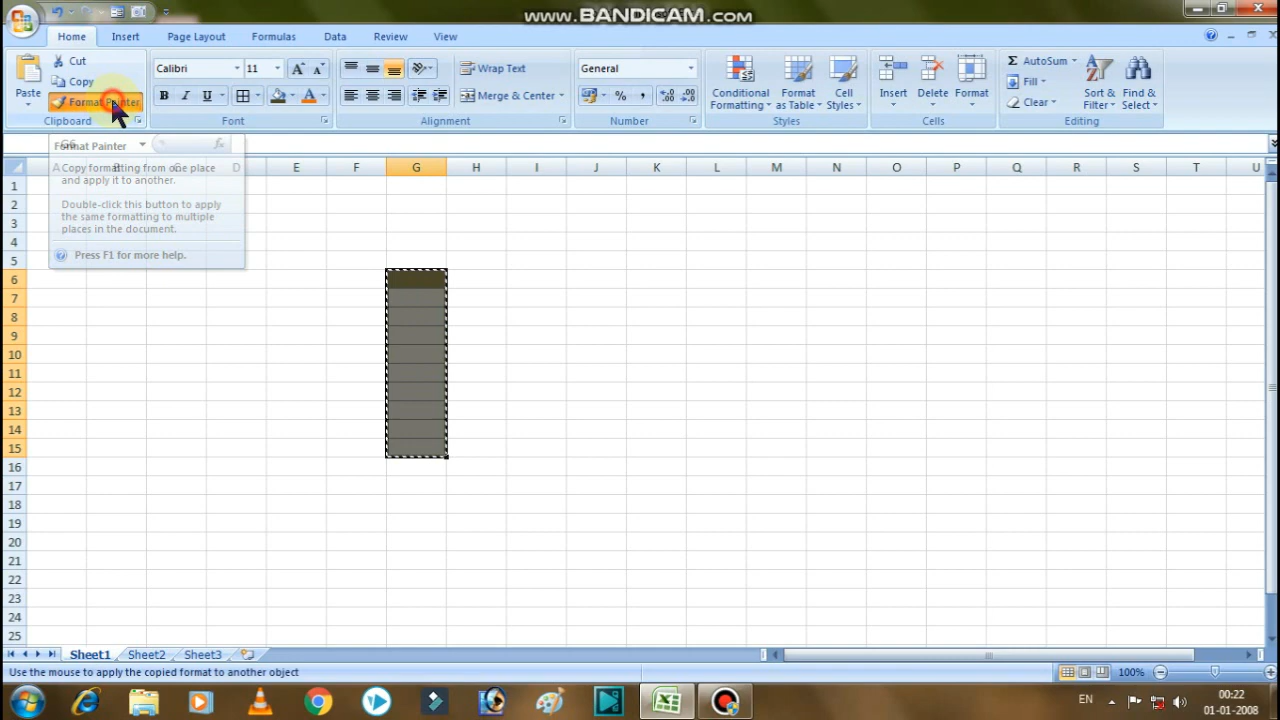 www.BANDICAM.com
Home Insert Page Layout Formulas Data Review View
Paste
Cut
Copy
Format Painter
Clipboard
Calibri 11
B I U
Font
Wrap Text
Merge & Center
Alignment
General
%
Number
Conditional
Formatting
Format
as Table
Cell
Styles
Styles
Insert
Delete
Format
Cells
Σ AutoSum
Fill
Clear
Sort &
Filter
Find &
Select
Editing
G6 fx
Format Painter
Copy formatting from one place
and apply it to another.
Double-click this button to apply
the same formatting to multiple
places in the document.
Press F1 for more help.
A B C D E F G H I J K L M N O P Q R S T U
1
2
3
4
5
6
7
8
9
10
11
12
13
14
15
16
17
18
19
20
21
22
23
24
25
Sheet1 Sheet2 Sheet3
Use the mouse to apply the copied format to another object
100%
EN
00:22
01-01-2008